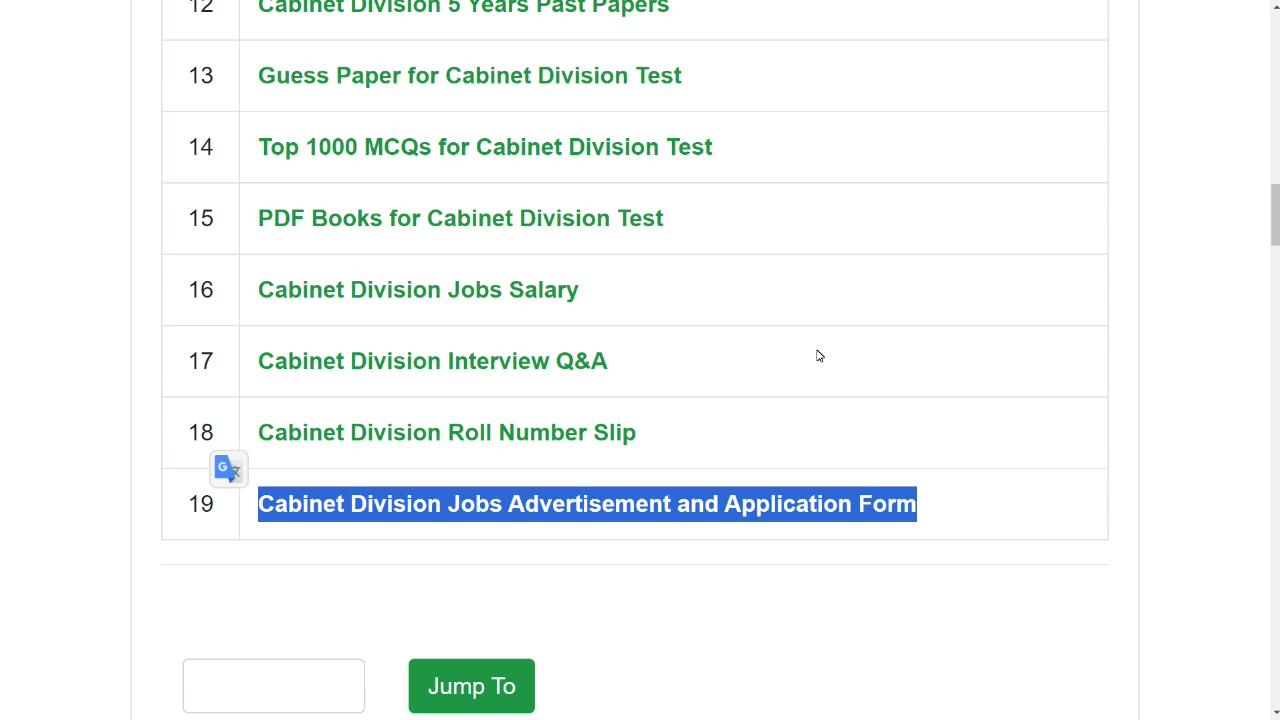 12 Cabinet Division 5 Years Past Papers
13 Guess Paper for Cabinet Division Test
14 Top 1000 MCQs for Cabinet Division Test
15 PDF Books for Cabinet Division Test
16 Cabinet Division Jobs Salary
17 Cabinet Division Interview Q&A
18 Cabinet Division Roll Number Slip
19 Cabinet Division Jobs Advertisement and Application Form
Jump To